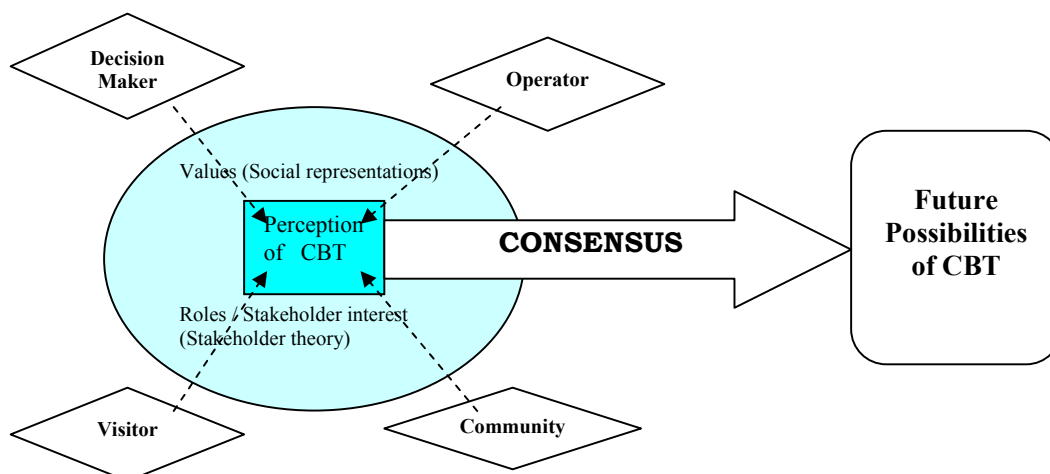 Decision
Maker
Operator
Values (Social representations)
Perception
of CBT
CONSENSUS
Future
Possibilities
of CBT
Roles / Stakeholder interest
(Stakeholder theory)
Visitor
Community